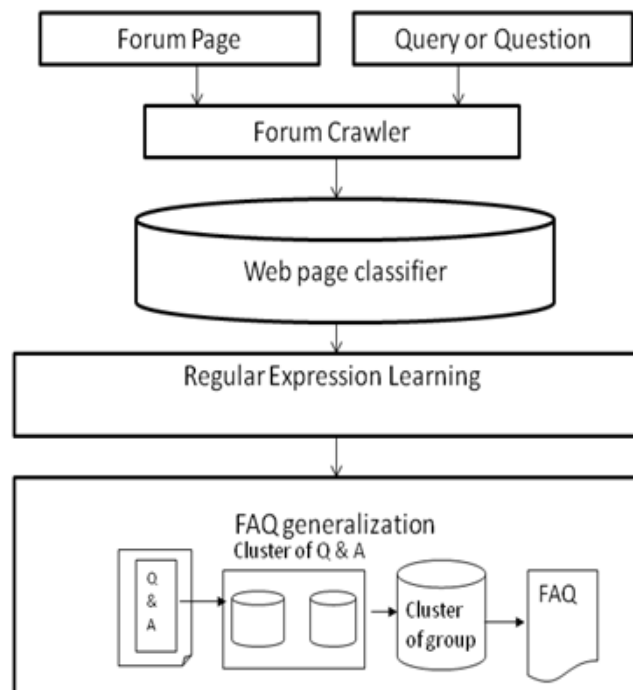 Forum Page
Query or Question
Forum Crawler
Web page classifier
Regular Expression Learning
FAQ generalization
Cluster of Q & A
Q
&
A
Cluster
of group
FAQ